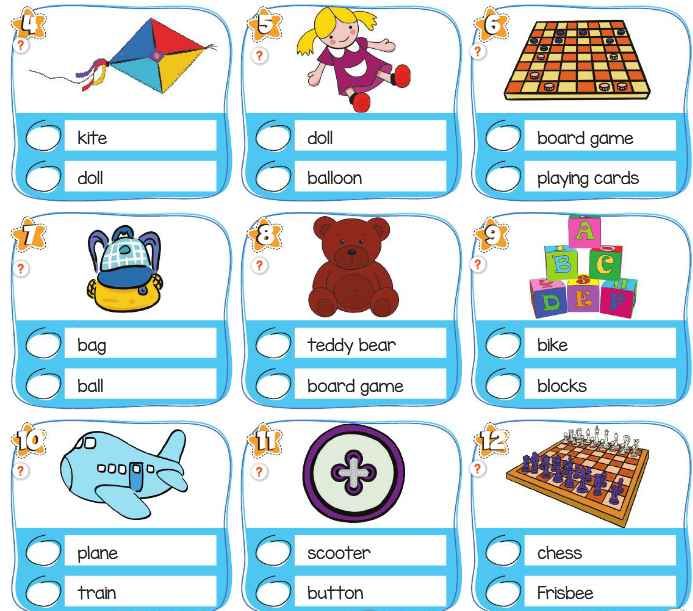 4
?
kite
doll
5
?
doll
balloon
6
?
board game
playing cards
7
?
bag
ball
8
?
teddy bear
board game
9
?
A
B C
D E F
bike
blocks
10
?
plane
train
11
?
scooter
button
12
?
chess
Frisbee